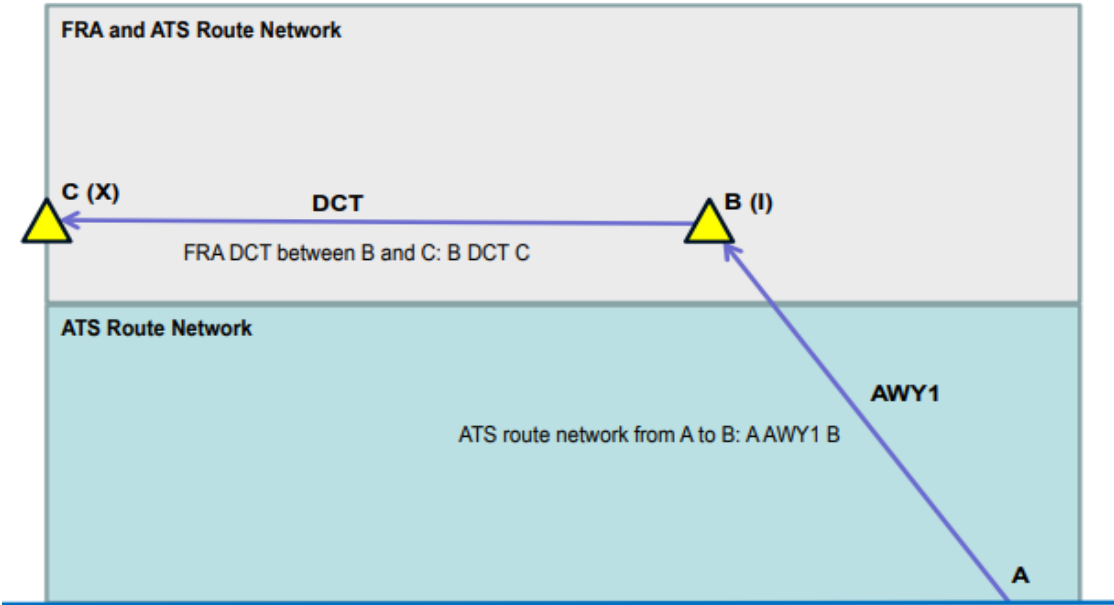 FRA and ATS Route Network
C (X)
DCT
B (I)
FRA DCT between B and C: B DCT C
ATS Route Network
AWY1
ATS route network from A to B: A AWY1 B
A